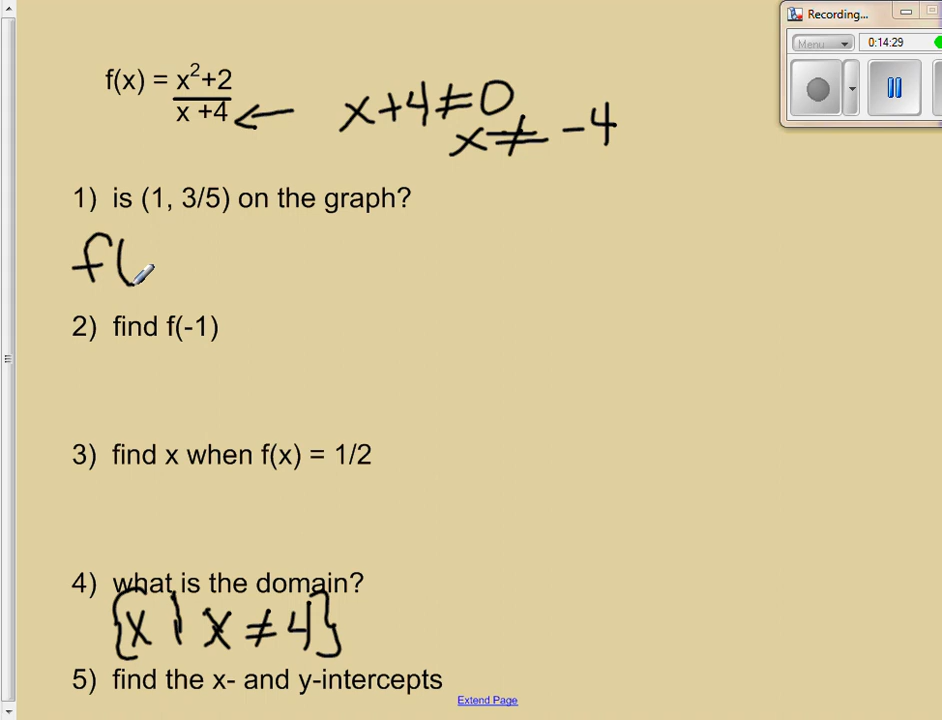 Recording...
Menu 0:14:29
f(x) = x²+2
x +4 ← x+4≠0
x≠ -4
1) is (1, 3/5) on the graph?
f(
2) find f(-1)
3) find x when f(x) = 1/2
4) what is the domain?
{x | x ≠ 4}
5) find the x- and y-intercepts
Extend Page